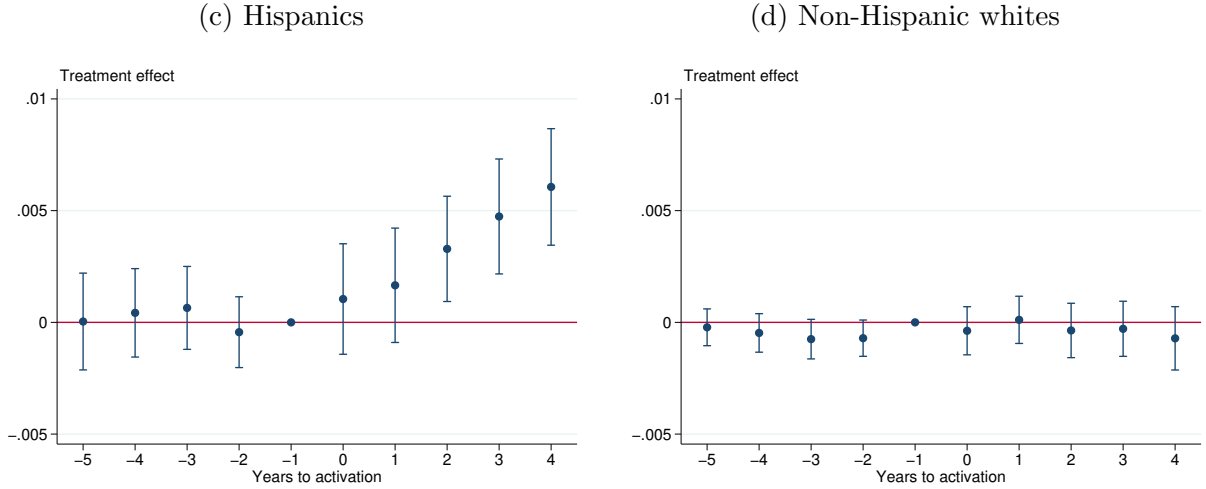 (c) Hispanics
Treatment effect
.01
.005
0
−.005
−5 −4 −3 −2 −1 0 1 2 3 4
Years to activation
(d) Non-Hispanic whites
Treatment effect
.01
.005
0
−.005
−5 −4 −3 −2 −1 0 1 2 3 4
Years to activation